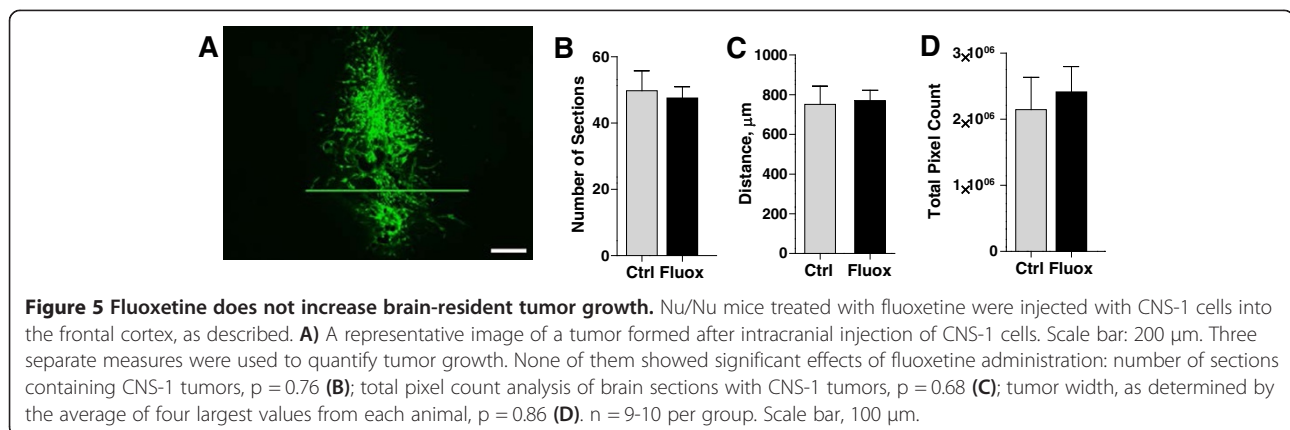 A
B
Number of Sections
60
40
20
0
Ctrl Fluox
C
Distance, μm
1000
800
600
400
200
0
Ctrl Fluox
D
Total Pixel Count
3×10⁰⁶
2×10⁰⁶
1×10⁰⁶
0
Ctrl Fluox
Figure 5 Fluoxetine does not increase brain-resident tumor growth. Nu/Nu mice treated with fluoxetine were injected with CNS-1 cells into
the frontal cortex, as described. A) A representative image of a tumor formed after intracranial injection of CNS-1 cells. Scale bar: 200 μm. Three
separate measures were used to quantify tumor growth. None of them showed significant effects of fluoxetine administration: number of sections
containing CNS-1 tumors, p = 0.76 (B); total pixel count analysis of brain sections with CNS-1 tumors, p = 0.68 (C); tumor width, as determined by
the average of four largest values from each animal, p = 0.86 (D). n = 9-10 per group. Scale bar, 100 μm.